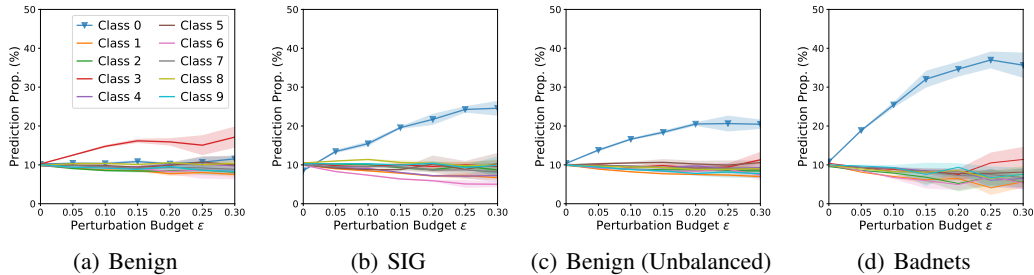 Prediction Prop. (%)
50
40
30
20
10
0
0 0.05 0.10 0.15 0.20 0.25 0.30
Perturbation Budget ε
Class 0 Class 5
Class 1 Class 6
Class 2 Class 7
Class 3 Class 8
Class 4 Class 9
(a) Benign
Prediction Prop. (%)
50
40
30
20
10
0
0 0.05 0.10 0.15 0.20 0.25 0.30
Perturbation Budget ε
(b) SIG
Prediction Prop. (%)
50
40
30
20
10
0
0 0.05 0.10 0.15 0.20 0.25 0.30
Perturbation Budget ε
(c) Benign (Unbalanced)
Prediction Prop. (%)
50
40
30
20
10
0
0 0.05 0.10 0.15 0.20 0.25 0.30
Perturbation Budget ε
(d) Badnets